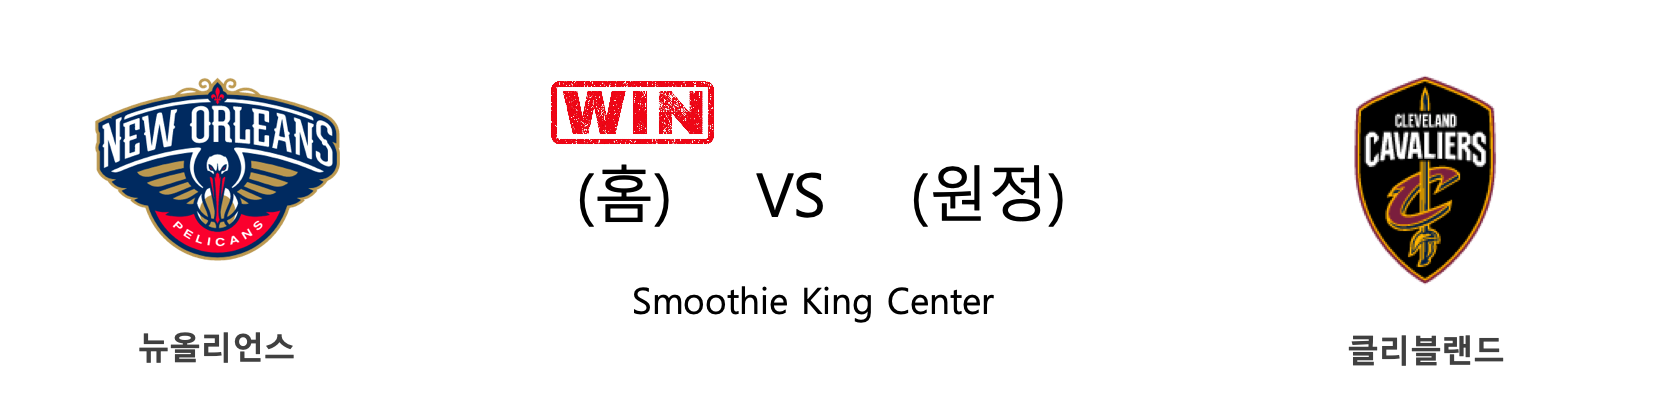 NEW ORLEANS
PELICANS
WIN
(홈) VS (원정)
Smoothie King Center
뉴올리언스
CLEVELAND
CAVALIERS
C
클리블랜드